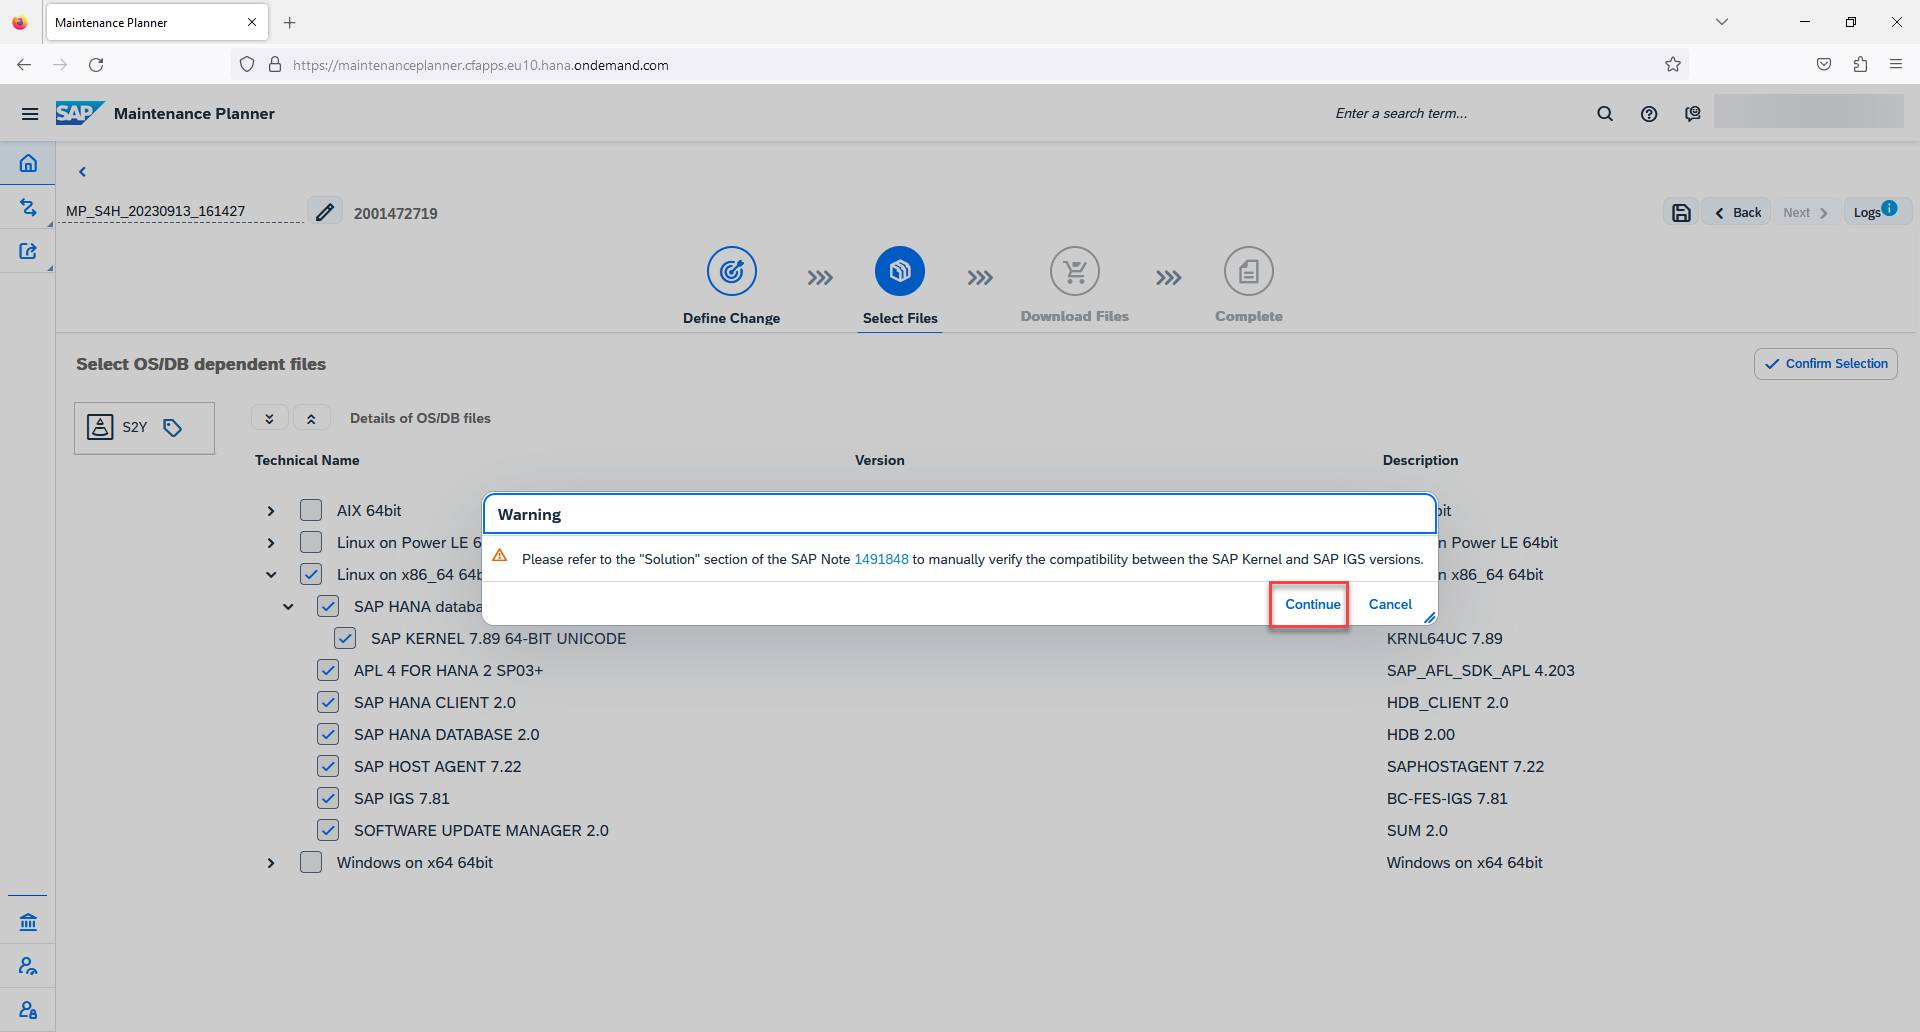 Maintenance Planner
https://maintenanceplanner.cfapps.eu10.hana.ondemand.com
SAP Maintenance Planner
Enter a search term...
MP_S4H_20230913_161427
2001472719
Back
Next
Logs
Define Change
Select Files
Download Files
Complete
Select OS/DB dependent files
Confirm Selection
S2Y
Details of OS/DB files
Technical Name Version Description
AIX 64bit bit
Linux on Power LE 6 n Power LE 64bit
Linux on x86_64 64b n x86_64 64bit
SAP HANA databa
Warning
Please refer to the "Solution" section of the SAP Note 1491848 to manually verify the compatibility between the SAP Kernel and SAP IGS versions.
Continue Cancel
SAP KERNEL 7.89 64-BIT UNICODE KRNL64UC 7.89
APL 4 FOR HANA 2 SP03+ SAP_AFL_SDK_APL 4.203
SAP HANA CLIENT 2.0 HDB_CLIENT 2.0
SAP HANA DATABASE 2.0 HDB 2.00
SAP HOST AGENT 7.22 SAPHOSTAGENT 7.22
SAP IGS 7.81 BC-FES-IGS 7.81
SOFTWARE UPDATE MANAGER 2.0 SUM 2.0
Windows on x64 64bit Windows on x64 64bit